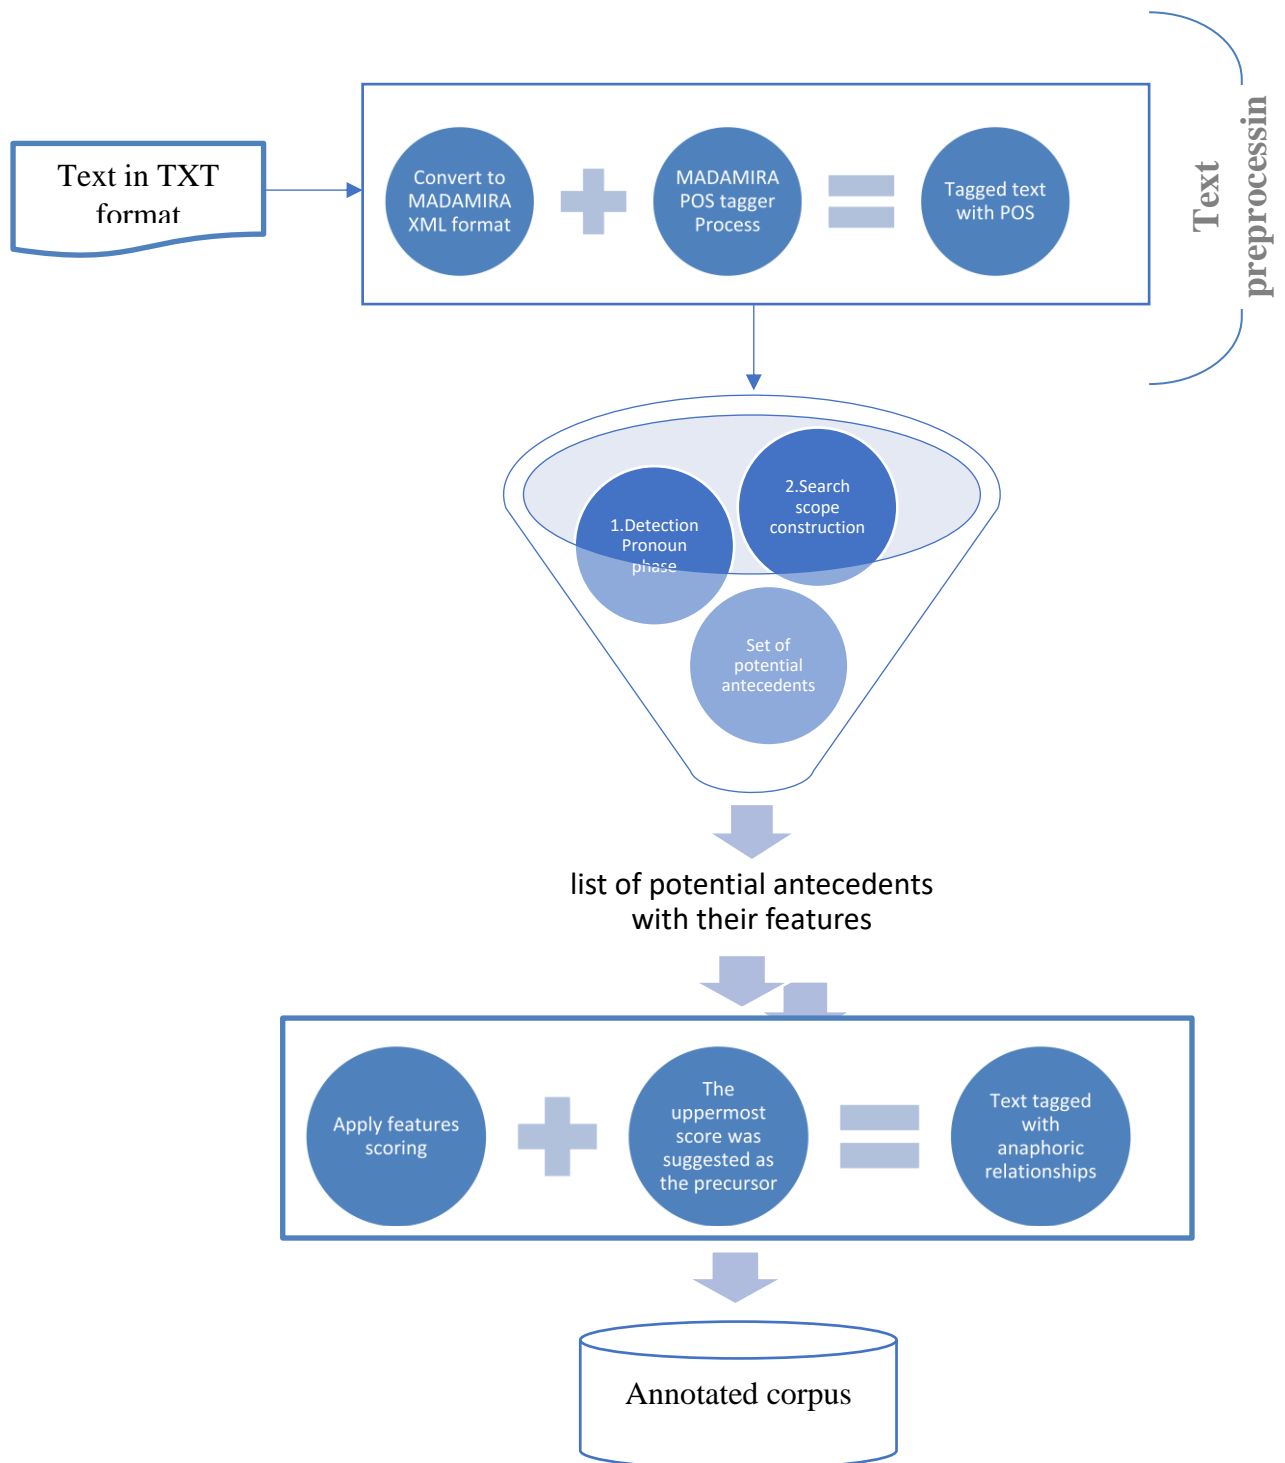 Text in TXT
format
Convert to
MADAMIRA
XML format
MADAMIRA
POS tagger
Process
Tagged text
with POS
Text
preprocessin
1.Detection
Pronoun
phase
2.Search
scope
construction
Set of
potential
antecedents
list of potential antecedents
with their features
Apply features
scoring
The
uppermost
score was
suggested as
the precursor
Text tagged
with
anaphoric
relationships
Annotated corpus